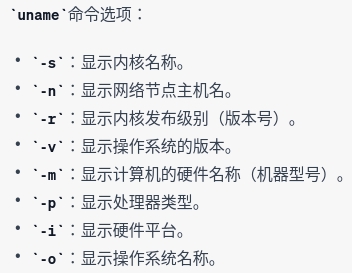 `uname`命令选项：
• `-s`：显示内核名称。
• `-n`：显示网络节点主机名。
• `-r`：显示内核发布级别（版本号）。
• `-v`：显示操作系统的版本。
• `-m`：显示计算机的硬件名称（机器型号）。
• `-p`：显示处理器类型。
• `-i`：显示硬件平台。
• `-o`：显示操作系统名称。